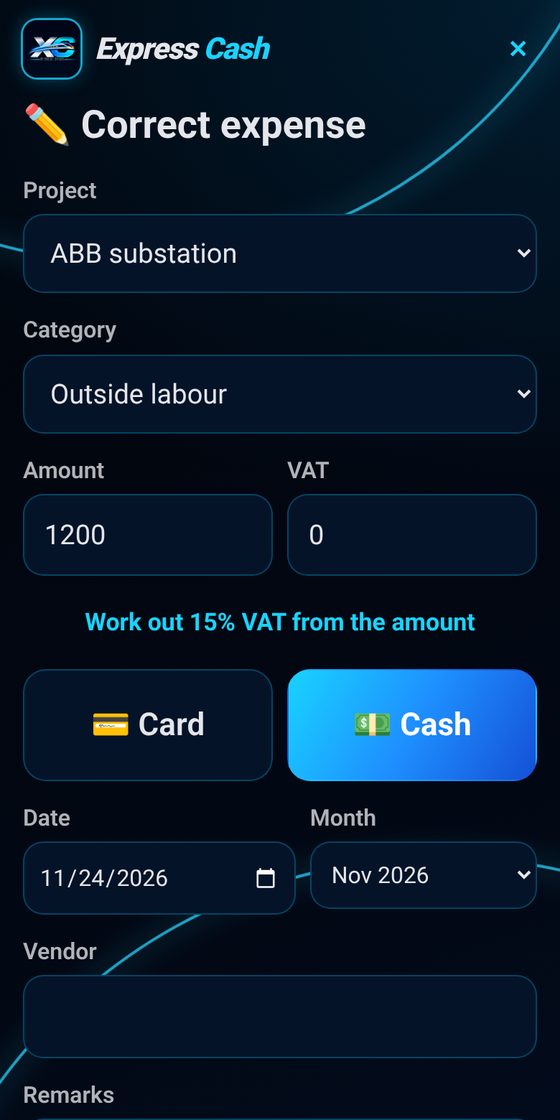 XC
Express Cash
×
Correct expense
Project
ABB substation
Category
Outside labour
Amount
VAT
1200
0
Work out 15% VAT from the amount
Card
Cash
Date
Month
11/24/2026
Nov 2026
Vendor
Remarks